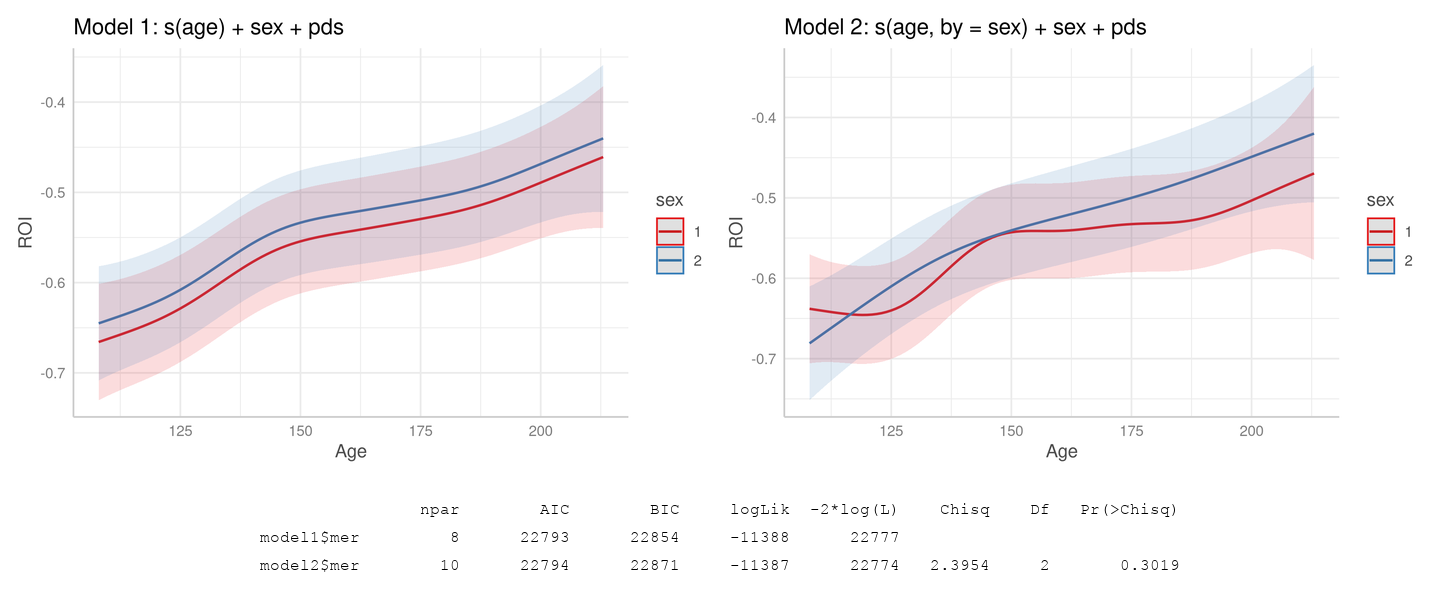 Model 1: s(age) + sex + pds
-0.4
-0.5
-0.6
-0.7
ROI
125 150 175 200
Age
sex
1
2
Model 2: s(age, by = sex) + sex + pds
-0.4
-0.5
-0.6
-0.7
ROI
125 150 175 200
Age
sex
1
2
npar AIC BIC logLik -2*log(L) Chisq Df Pr(>Chisq)
model1$mer 8 22793 22854 -11388 22777
model2$mer 10 22794 22871 -11387 22774 2.3954 2 0.3019